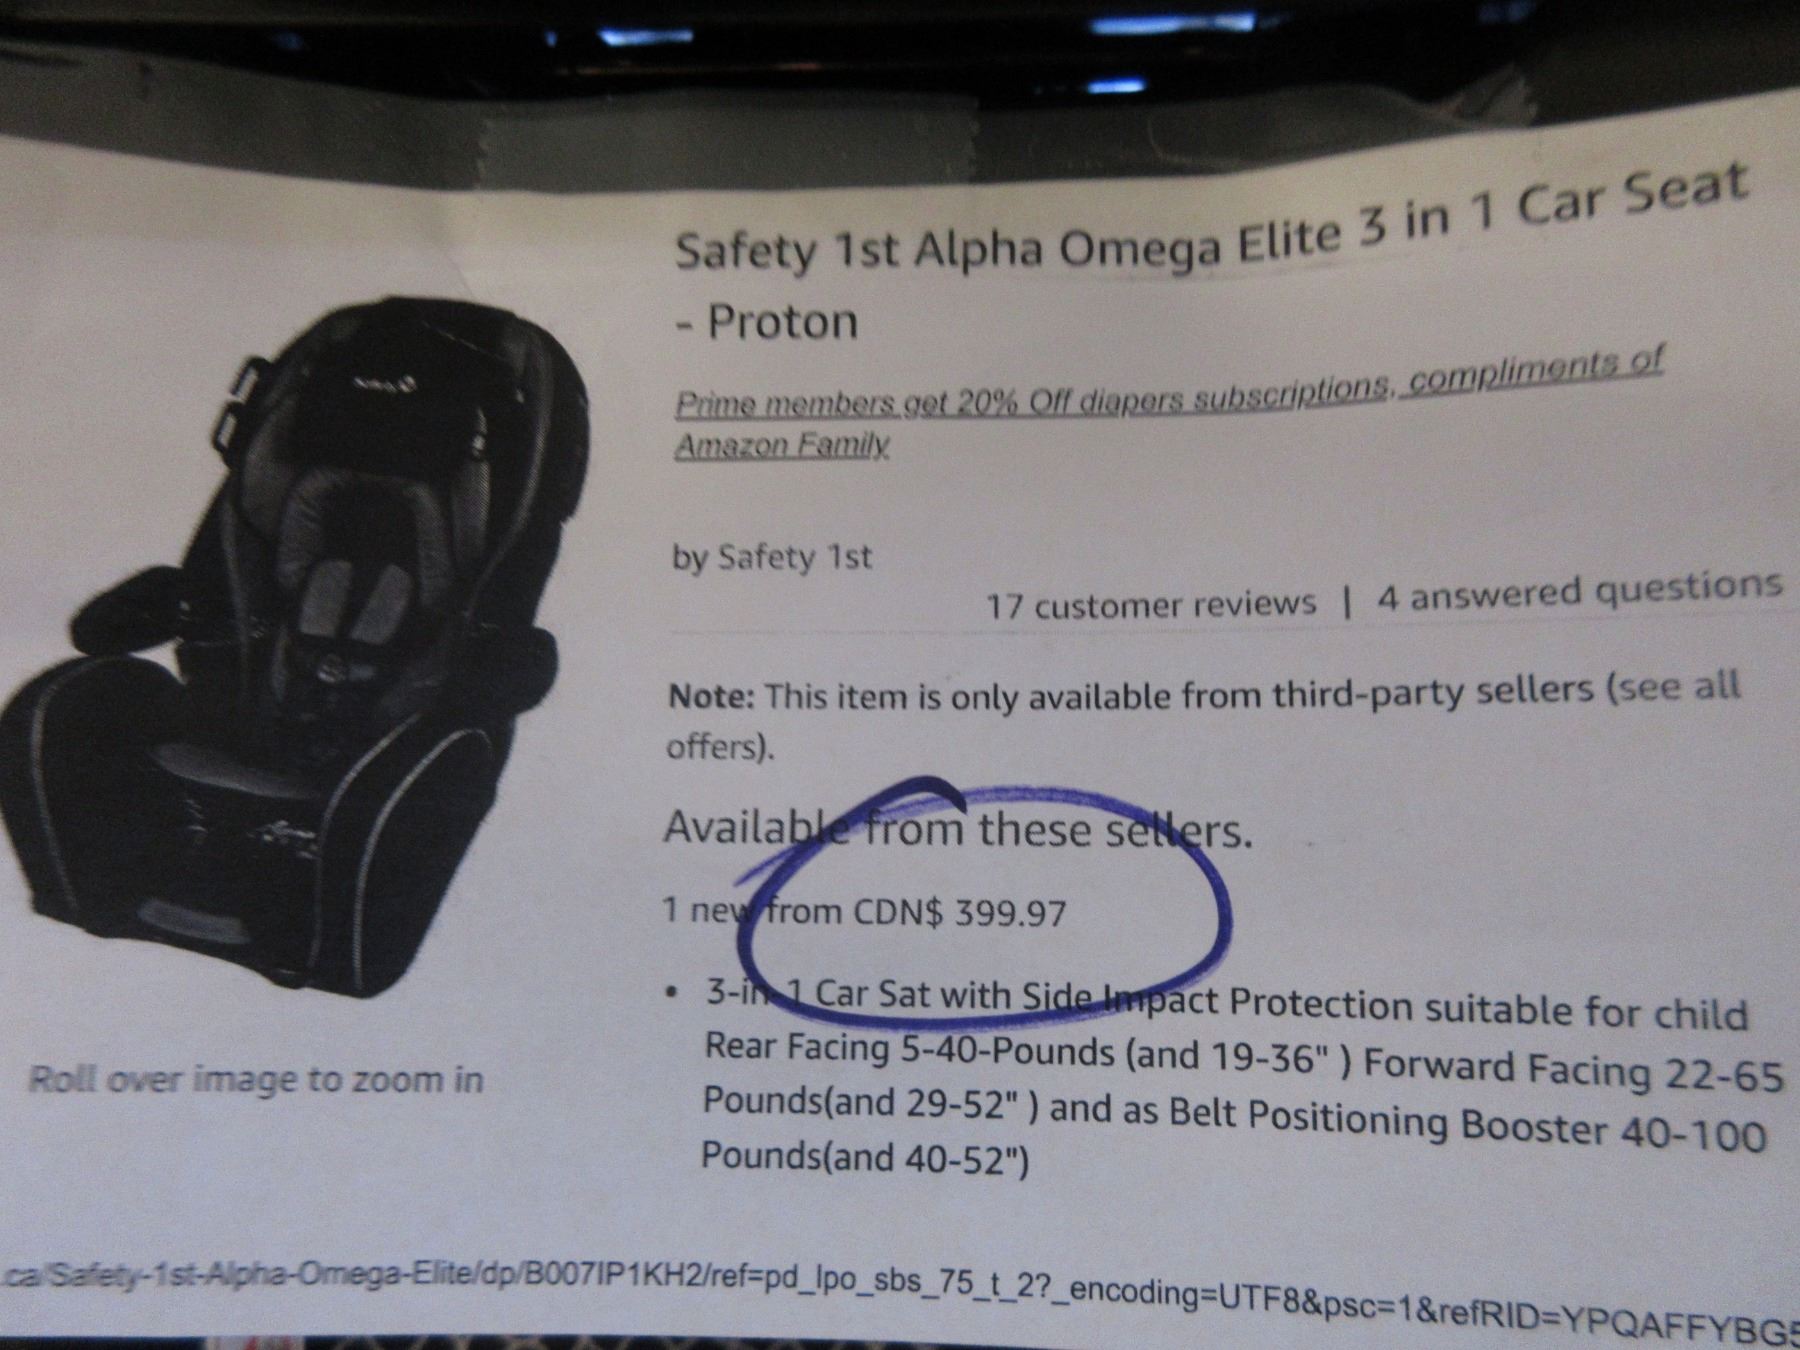 Safety 1st Alpha Omega Elite 3 in 1 Car Seat
- Proton
Prime members get 20% Off diapers subscriptions, compliments of
Amazon Family
by Safety 1st
17 customer reviews | 4 answered questions
Note: This item is only available from third-party sellers (see all
offers).
Available from these sellers.
1 new from CDN$ 399.97
• 3-in-1 Car Sat with Side Impact Protection suitable for child
Rear Facing 5-40-Pounds (and 19-36" ) Forward Facing 22-65
Pounds(and 29-52" ) and as Belt Positioning Booster 40-100
Pounds(and 40-52")
Roll over image to zoom in
.ca/Safety-1st-Alpha-Omega-Elite/dp/B007IP1KH2/ref=pd_lpo_sbs_75_t_2?_encoding=UTF8&psc=1&refRID=YPQAFFYBG5